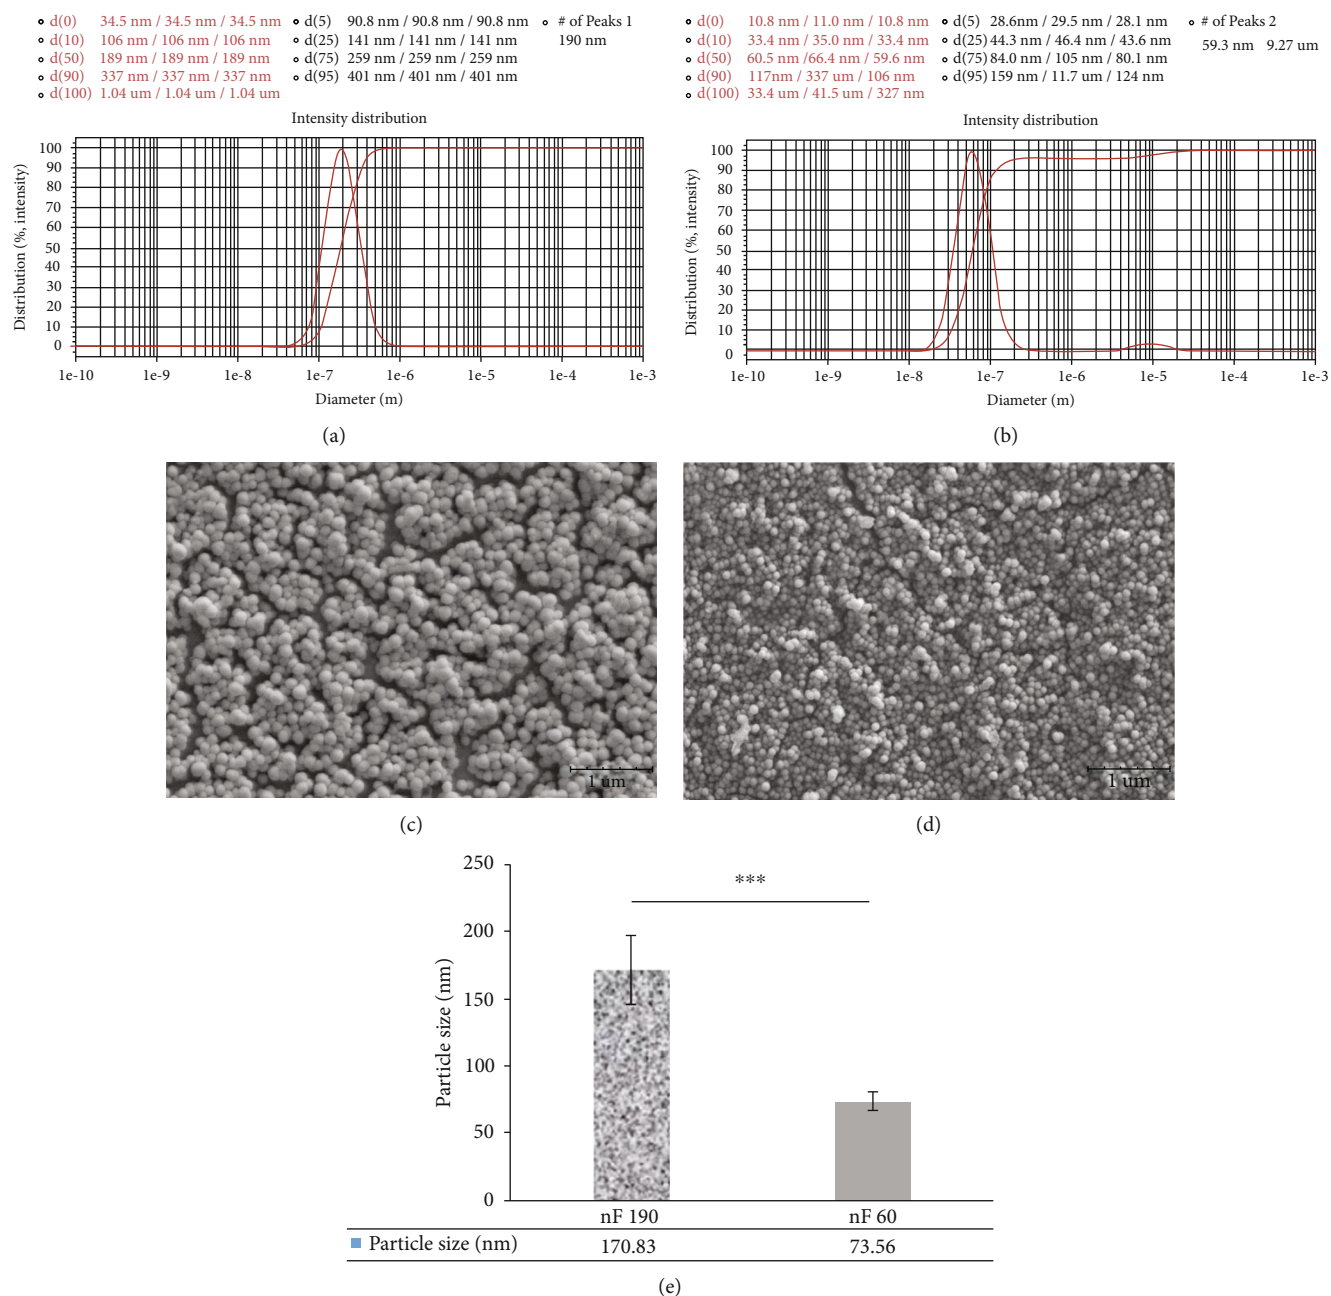 d(0) 34.5 nm / 34.5 nm / 34.5 nm d(5) 90.8 nm / 90.8 nm / 90.8 nm # of Peaks 1
d(10) 106 nm / 106 nm / 106 nm d(25) 141 nm / 141 nm / 141 nm 190 nm
d(50) 189 nm / 189 nm / 189 nm d(75) 259 nm / 259 nm / 259 nm
d(90) 337 nm / 337 nm / 337 nm d(95) 401 nm / 401 nm / 401 nm
d(100) 1.04 um / 1.04 um / 1.04 um
Intensity distribution
Distribution (%, intensity)
100
90
80
70
60
50
40
30
20
10
0
1e-10 1e-9 1e-8 1e-7 1e-6 1e-5 1e-4 1e-3
Diameter (m)
(a)
d(0) 10.8 nm / 11.0 nm / 10.8 nm d(5) 28.6nm / 29.5 nm / 28.1 nm # of Peaks 2
d(10) 33.4 nm / 35.0 nm / 33.4 nm d(25) 44.3 nm / 46.4 nm / 43.6 nm 59.3 nm 9.27 um
d(50) 60.5 nm /66.4 nm / 59.6 nm d(75) 84.0 nm / 105 nm / 80.1 nm
d(90) 117nm / 337 um / 106 nm d(95) 159 nm / 11.7 um / 124 nm
d(100) 33.4 um / 41.5 um / 327 nm
Intensity distribution
Distribution (%, intensity)
100
90
80
70
60
50
40
30
20
10
0
1e-10 1e-9 1e-8 1e-7 1e-6 1e-5 1e-4 1e-3
Diameter (m)
(b)
1 um
(c)
1 um
(d)
Particle size (nm)
250
200
150
100
50
0
***
nF 190 nF 60
Particle size (nm) 170.83 73.56
(e)